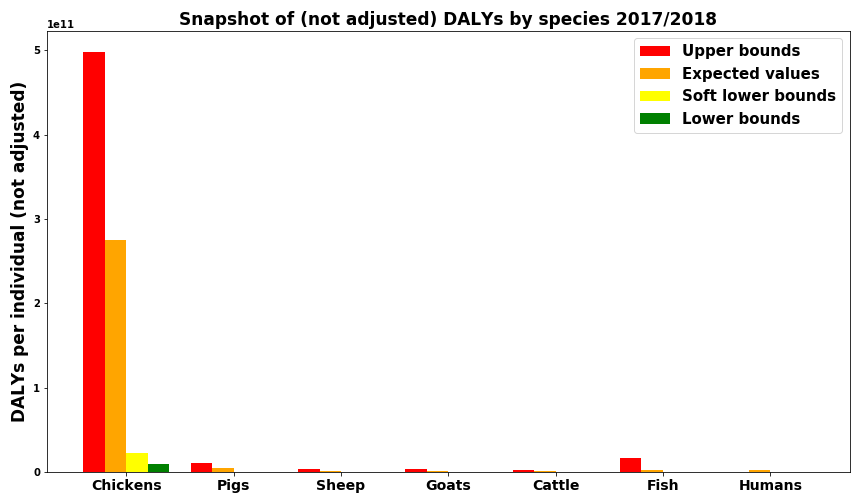 Snapshot of (not adjusted) DALYs by species 2017/2018
1e11
Upper bounds
Expected values
Soft lower bounds
Lower bounds
DALYs per individual (not adjusted)
5
4
3
2
1
0
Chickens Pigs Sheep Goats Cattle Fish Humans